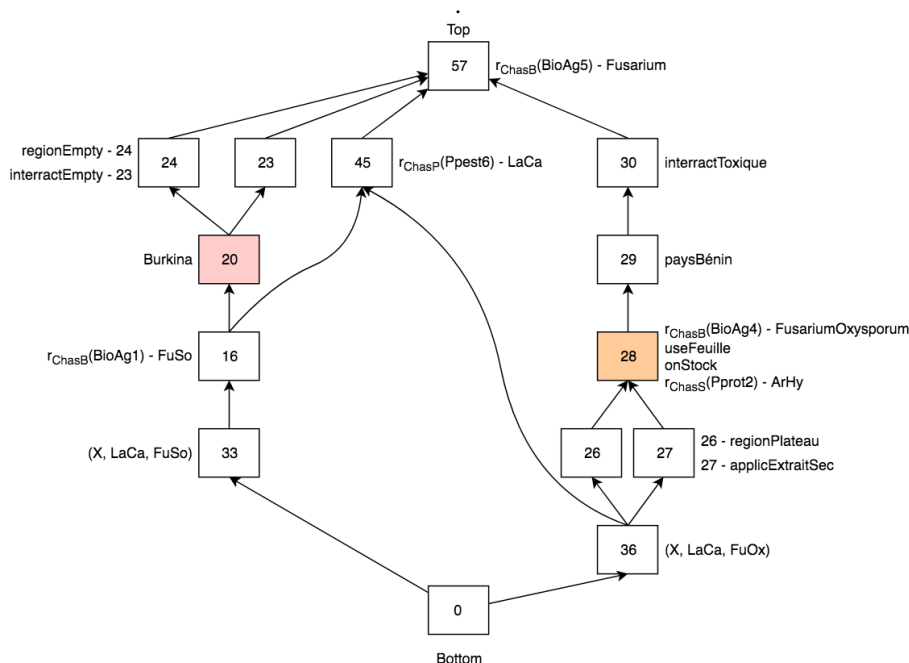 Top
57
r_ChasB(BioAg5) - Fusarium
regionEmpty - 24
interractEmpty - 23
24
23
45
r_ChasP(Ppest6) - LaCa
30
interractToxique
Burkina
20
29
paysBénin
r_ChasB(BioAg1) - FuSo
16
28
r_ChasB(BioAg4) - FusariumOxysporum
useFeuille
onStock
r_ChasS(Pprot2) - ArHy
(X, LaCa, FuSo)
33
26
27
26 - regionPlateau
27 - applicExtraitSec
36
(X, LaCa, FuOx)
0
Bottom